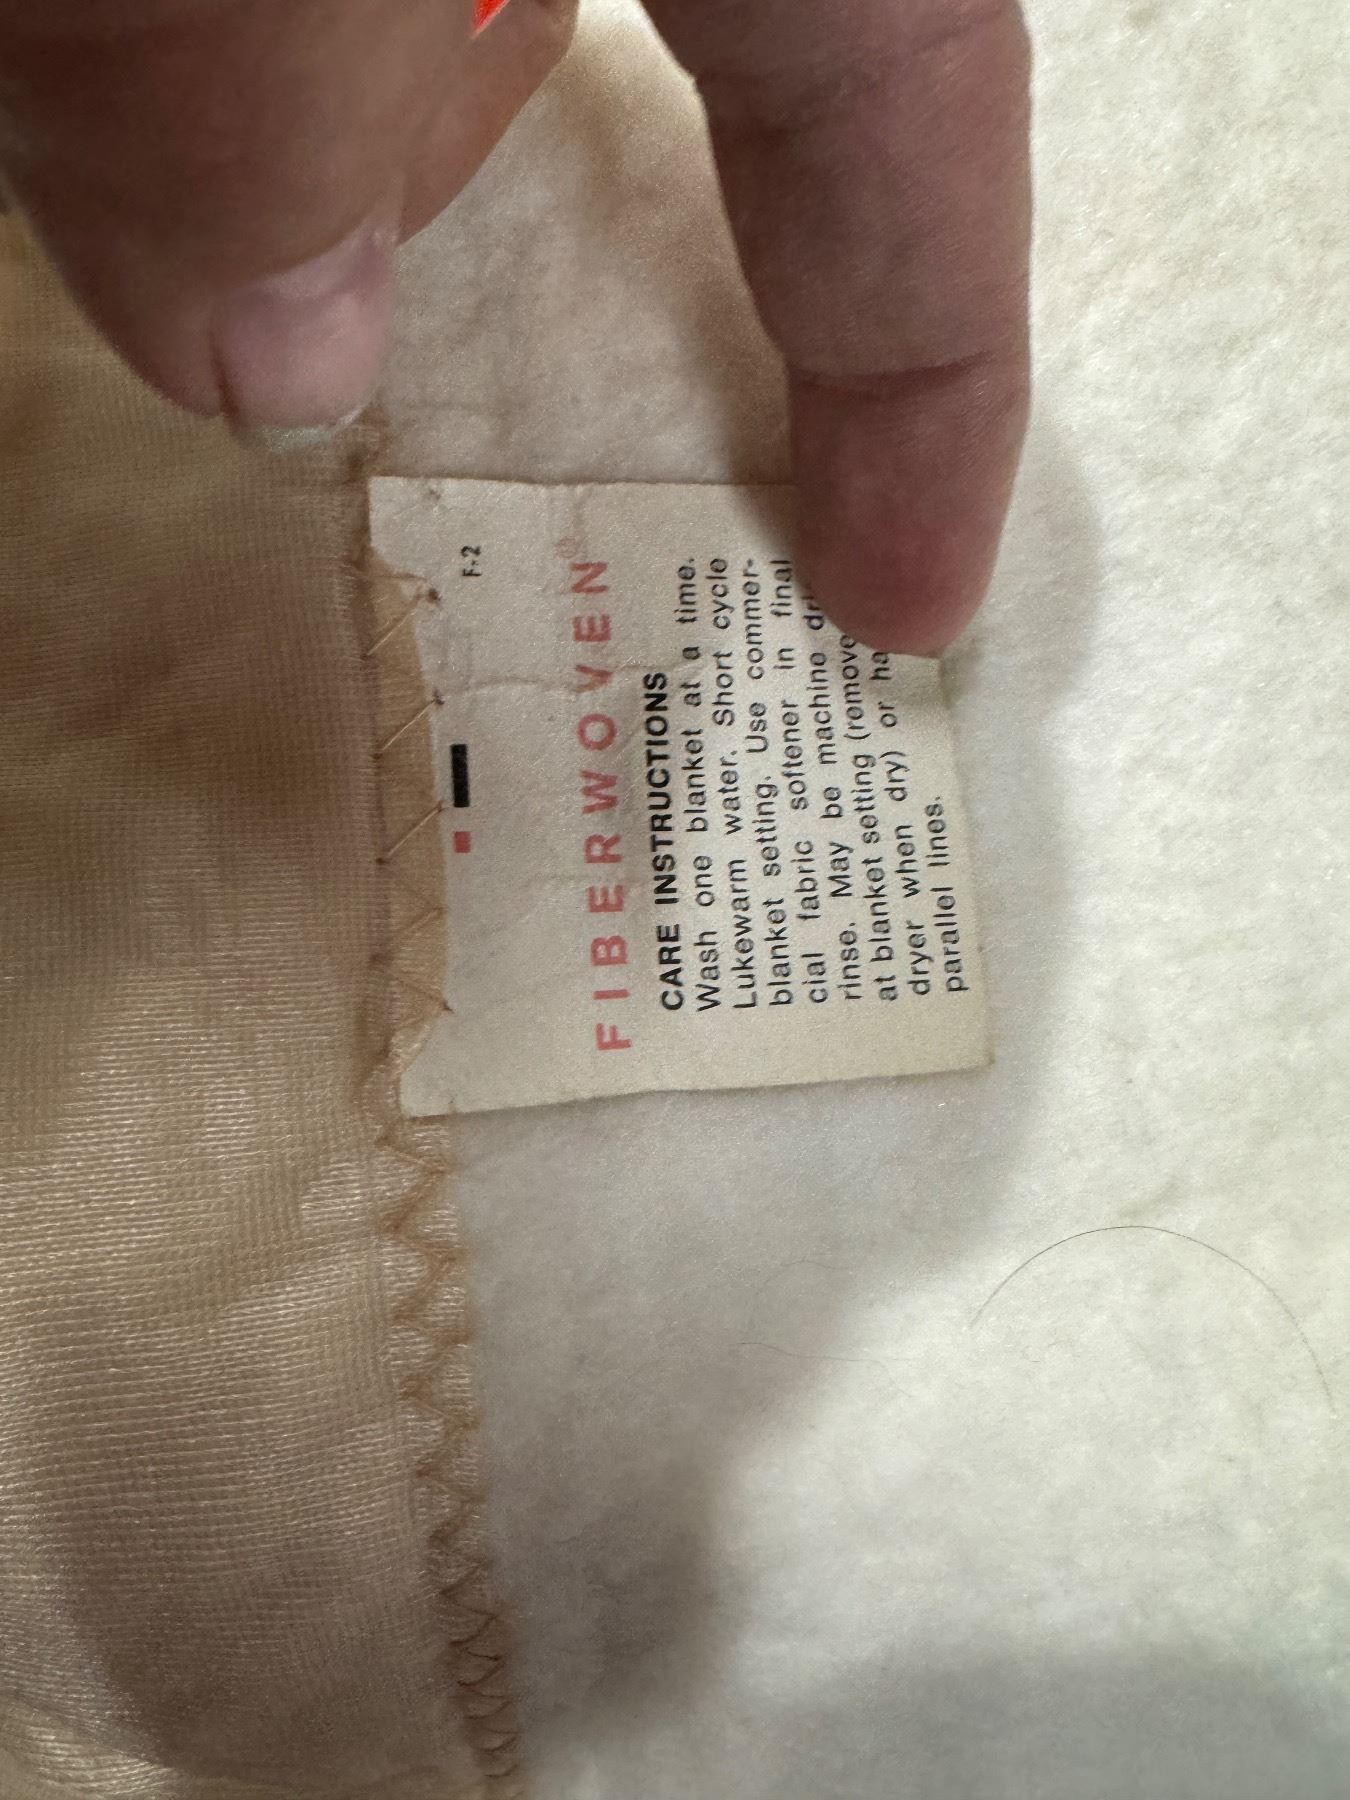 F-2
FIBERWOVEN®
CARE INSTRUCTIONS
Wash one blanket at a time.
Lukewarm water. Short cycle
blanket setting. Use commer-
cial fabric softener in final
rinse. May be machine
at blanket setting (remove
dryer when dry) or
parallel lines.